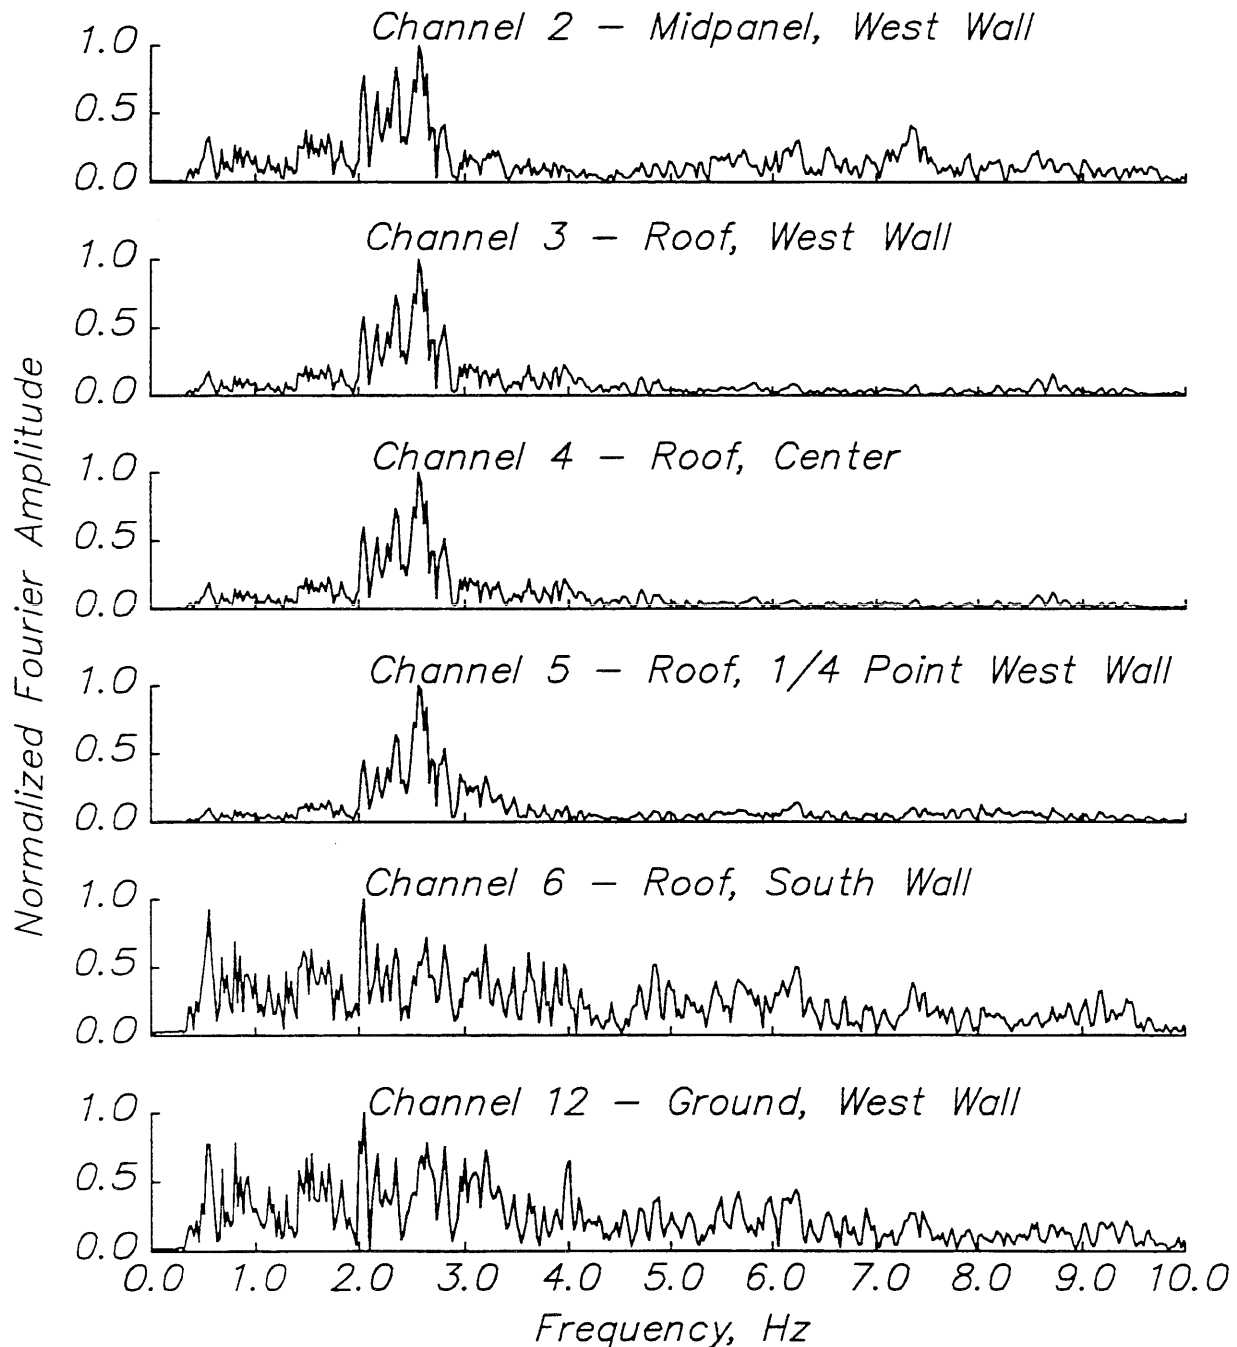 Channel 2 – Midpanel, West Wall
1.0
0.5
0.0
Channel 3 – Roof, West Wall
1.0
0.5
0.0
Channel 4 – Roof, Center
1.0
0.5
0.0
Channel 5 – Roof, 1/4 Point West Wall
1.0
0.5
0.0
Channel 6 – Roof, South Wall
1.0
0.5
0.0
Channel 12 – Ground, West Wall
1.0
0.5
0.0
Normalized Fourier Amplitude
0.0 1.0 2.0 3.0 4.0 5.0 6.0 7.0 8.0 9.0 10.0
Frequency, Hz